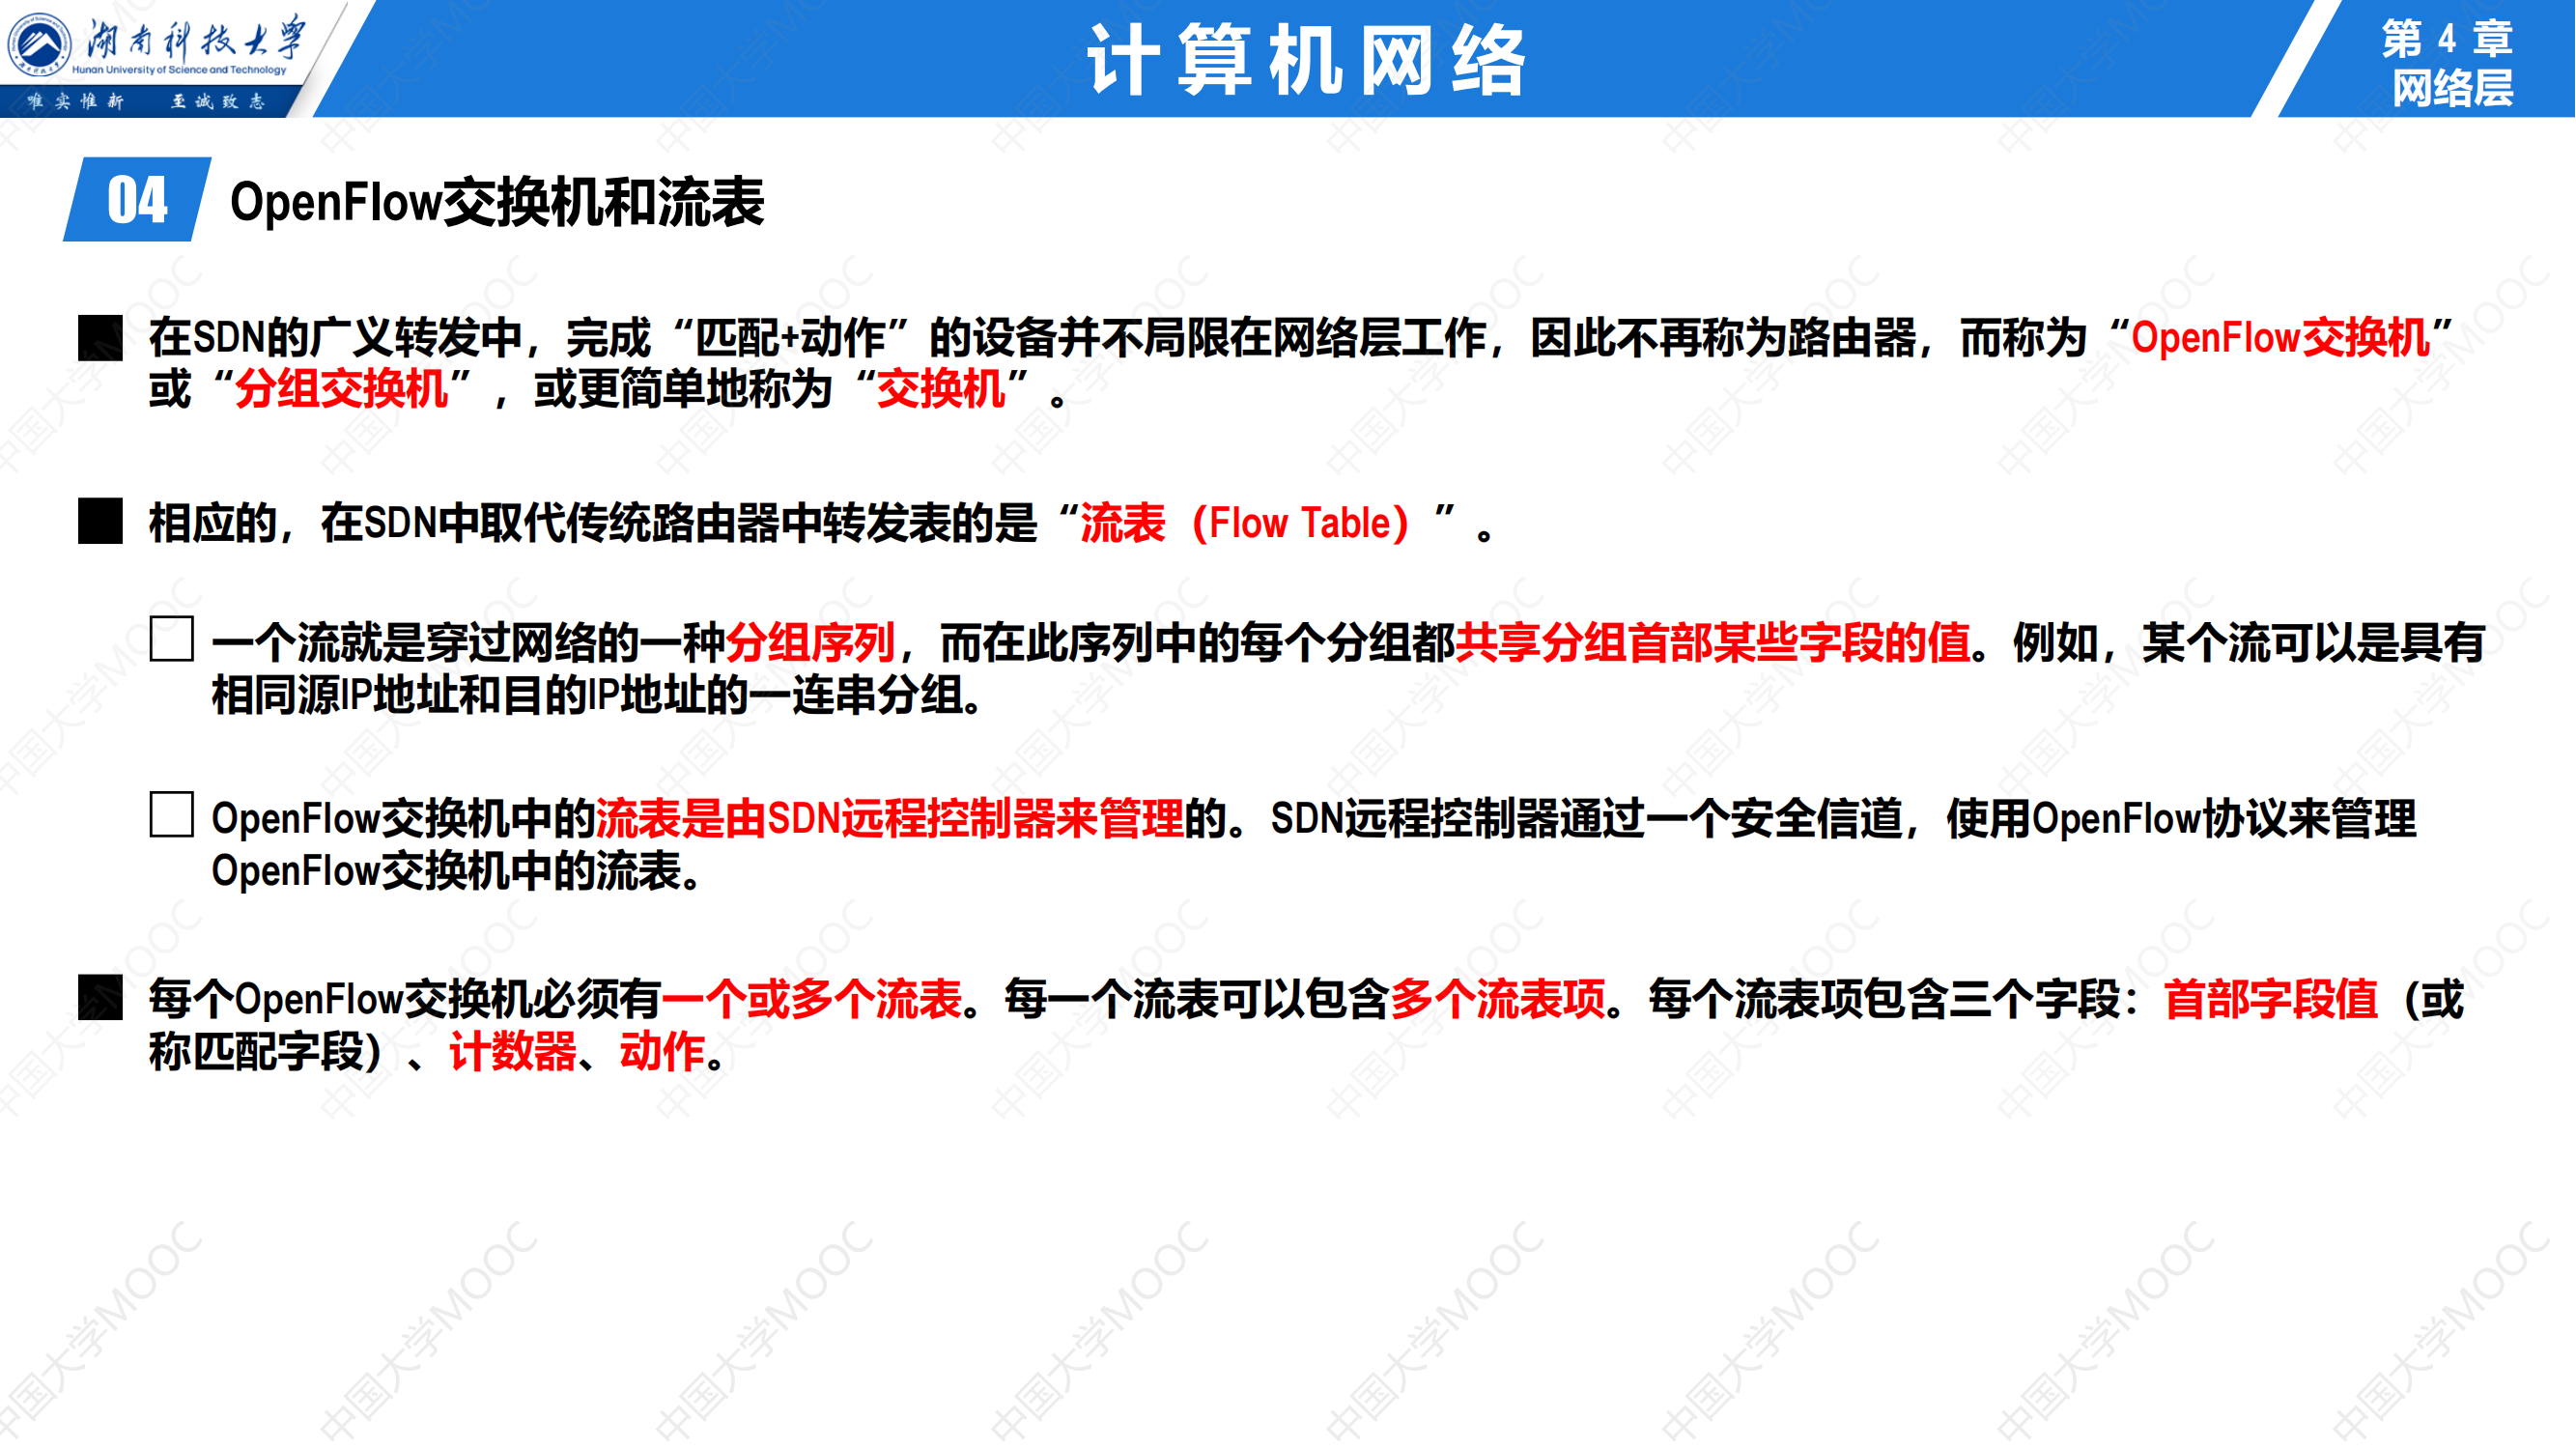 湖南科技大学
Hunan University of Science and Technology
唯实惟新 至诚致志
计算机网络
第 4 章
网络层
04 OpenFlow交换机和流表
在SDN的广义转发中，完成“匹配+动作”的设备并不局限在网络层工作，因此不再称为路由器，而称为“OpenFlow交换机”
或“分组交换机”，或更简单地称为“交换机”。
相应的，在SDN中取代传统路由器中转发表的是“流表（Flow Table）”。
一个流就是穿过网络的一种分组序列，而在此序列中的每个分组都共享分组首部某些字段的值。例如，某个流可以是具有
相同源IP地址和目的IP地址的一连串分组。
OpenFlow交换机中的流表是由SDN远程控制器来管理的。SDN远程控制器通过一个安全信道，使用OpenFlow协议来管理
OpenFlow交换机中的流表。
每个OpenFlow交换机必须有一个或多个流表。每一个流表可以包含多个流表项。每个流表项包含三个字段：首部字段值（或
称匹配字段）、计数器、动作。
中国大学MOOC